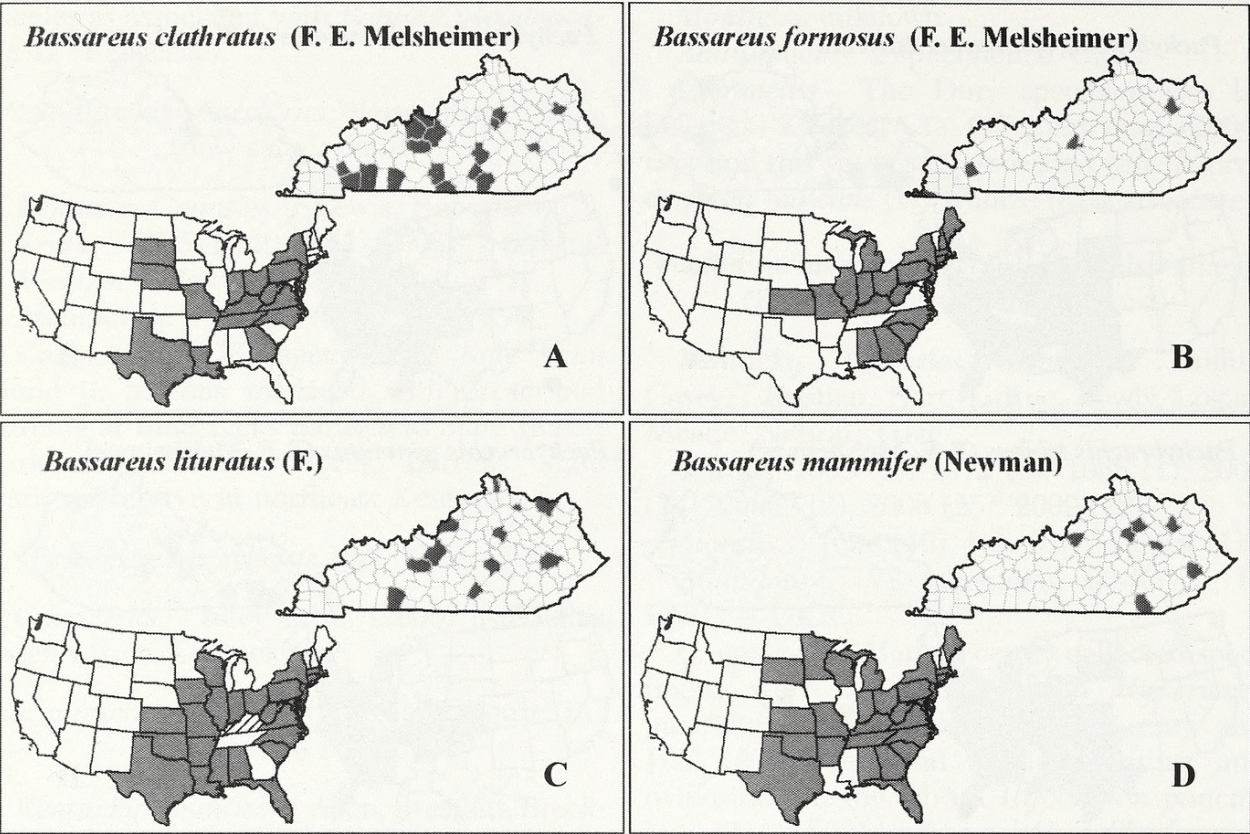 Bassareus clathratus (F. E. Melsheimer)
A
Bassareus formosus (F. E. Melsheimer)
B
Bassareus lituratus (F.)
C
Bassareus mammifer (Newman)
D